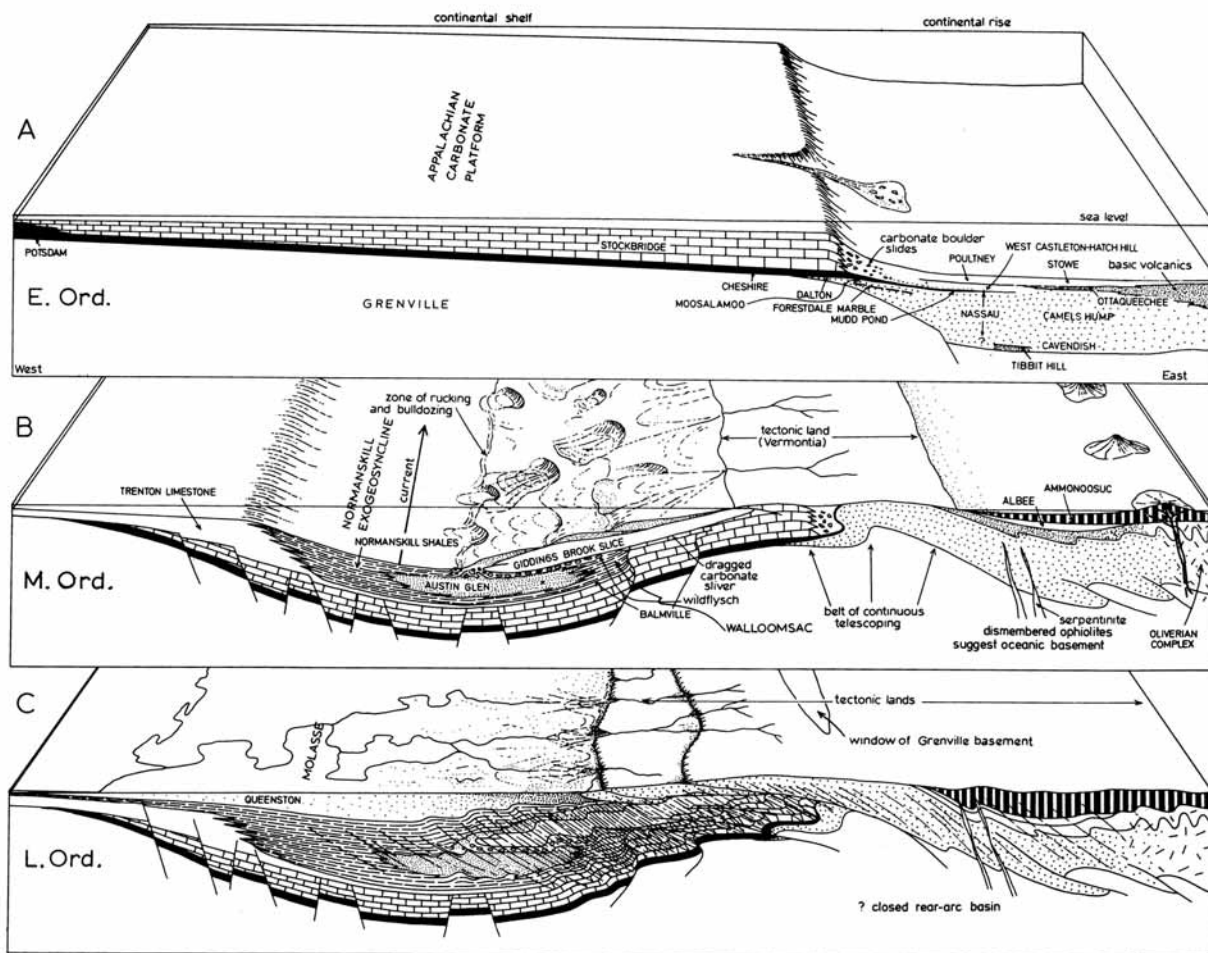 continental shelf
continental rise
A
APPALACHIAN
CARBONATE
PLATFORM
sea level
POTSDAM
STOCKBRIDGE
carbonate boulder
slides
POULTNEY
WEST CASTLETON-HATCH HILL
STOWE
basic volcanics
E. Ord.
GRENVILLE
CHESHIRE
MOOSALAMOO
DALTON
FORESTDALE MARBLE
MUDD POND
NASSAU
?
OTTAQUEECHEE
CAMELS HUMP
CAVENDISH
TIBBIT HILL
West
East
B
zone of rucking
and bulldozing
tectonic land
(Vermontia)
NORMANSKILL
EXOGEOSYNCLINE
current
TRENTON LIMESTONE
NORMANSKILL SHALES
ALBEE
AMMONOOSUC
GIDDINGS BROOK SLICE
AUSTIN GLEN
M. Ord.
dragged
carbonate
sliver
wildflysch
BALMVILLE
WALLOOMSAC
belt of continuous
telescoping
serpentinite
dismembered ophiolites
suggest oceanic basement
OLIVERIAN
COMPLEX
C
tectonic lands
MOLASSE
window of Grenville basement
QUEENSTON
L. Ord.
? closed rear-arc basin